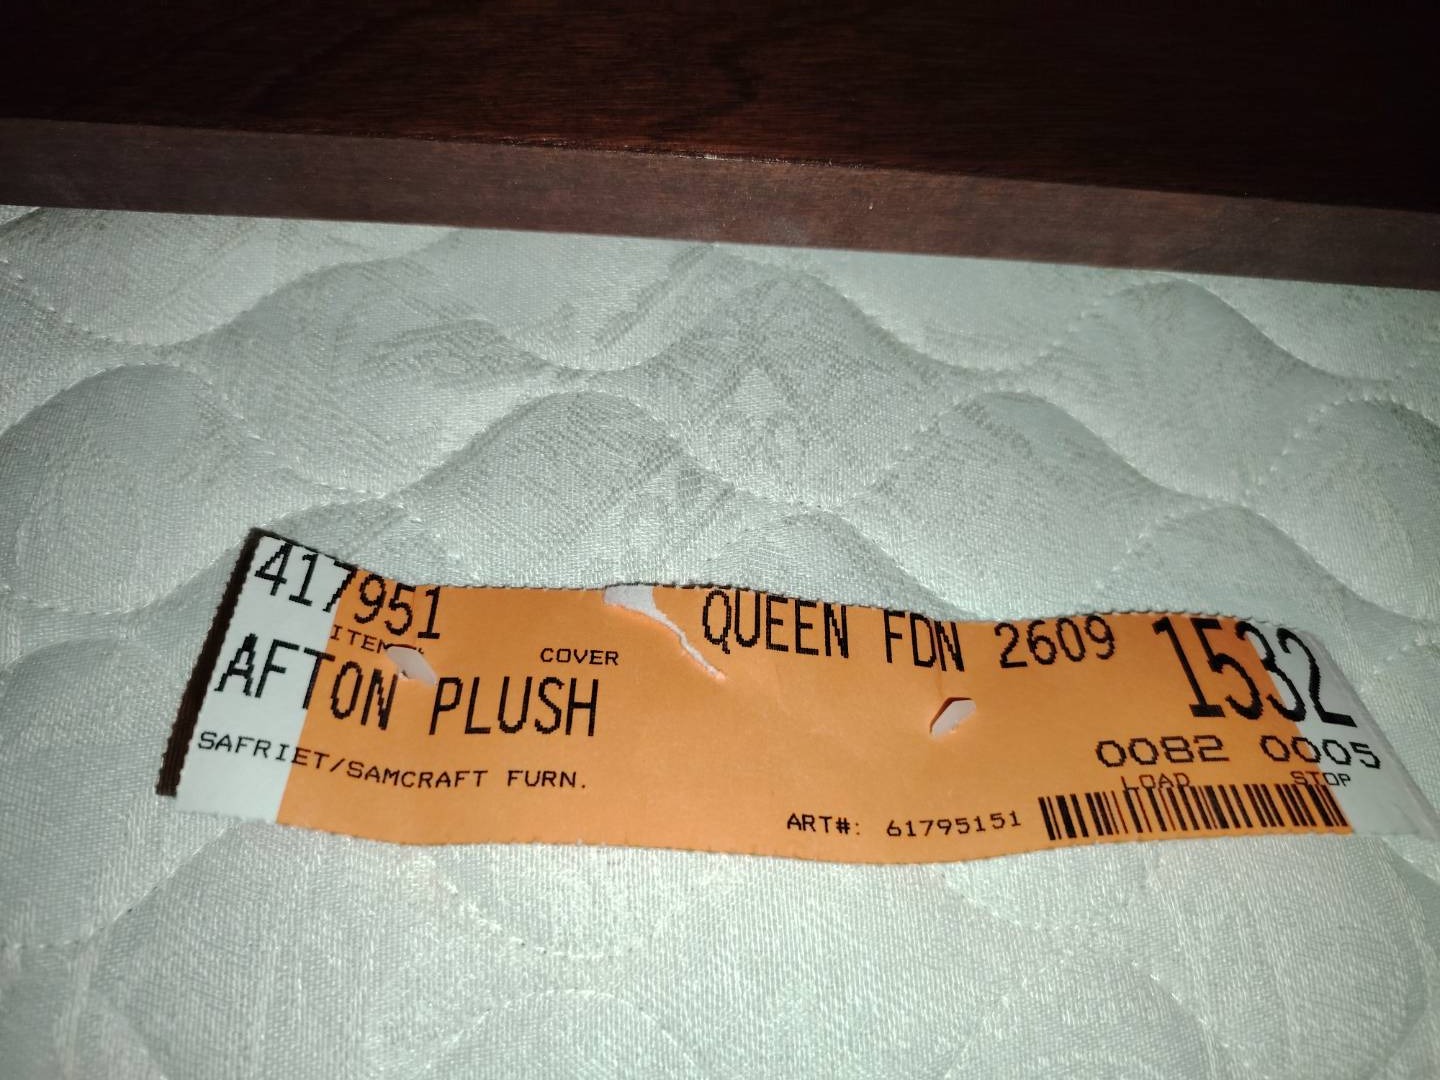 417951 QUEEN FDN 2609 1532
ITEM # COVER
AFTON PLUSH
0082 0005
LOAD STOP
SAFRIET/SAMCRAFT FURN.
ART#: 61795151